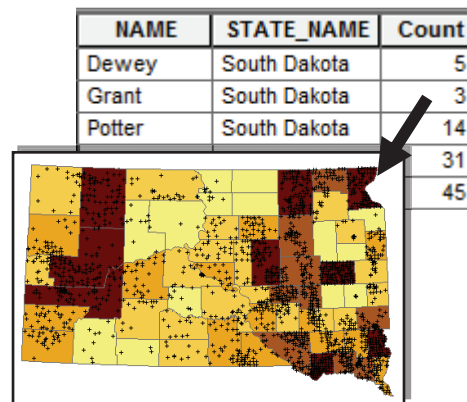 NAME STATE_NAME Count
Dewey South Dakota 5
Grant South Dakota 3
Potter South Dakota 14
31
45